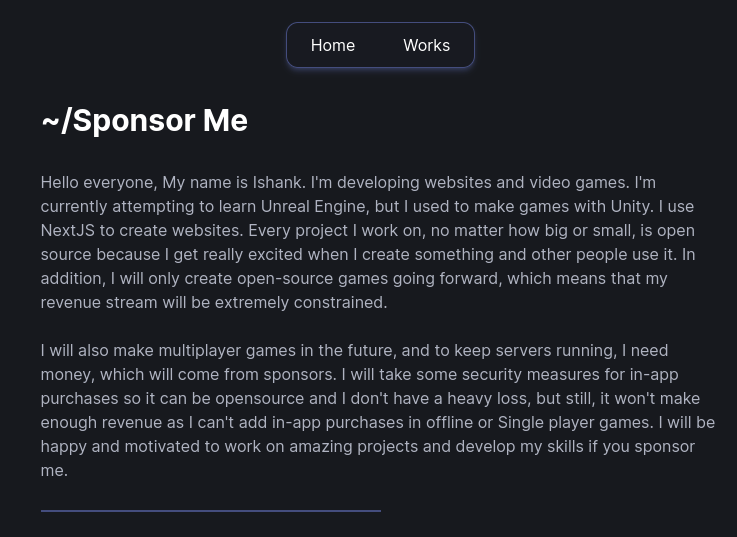 Home Works
~/Sponsor Me
Hello everyone, My name is Ishank. I'm developing websites and video games. I'm
currently attempting to learn Unreal Engine, but I used to make games with Unity. I use
NextJS to create websites. Every project I work on, no matter how big or small, is open
source because I get really excited when I create something and other people use it. In
addition, I will only create open-source games going forward, which means that my
revenue stream will be extremely constrained.
I will also make multiplayer games in the future, and to keep servers running, I need
money, which will come from sponsors. I will take some security measures for in-app
purchases so it can be opensource and I don't have a heavy loss, but still, it won't make
enough revenue as I can't add in-app purchases in offline or Single player games. I will be
happy and motivated to work on amazing projects and develop my skills if you sponsor
me.